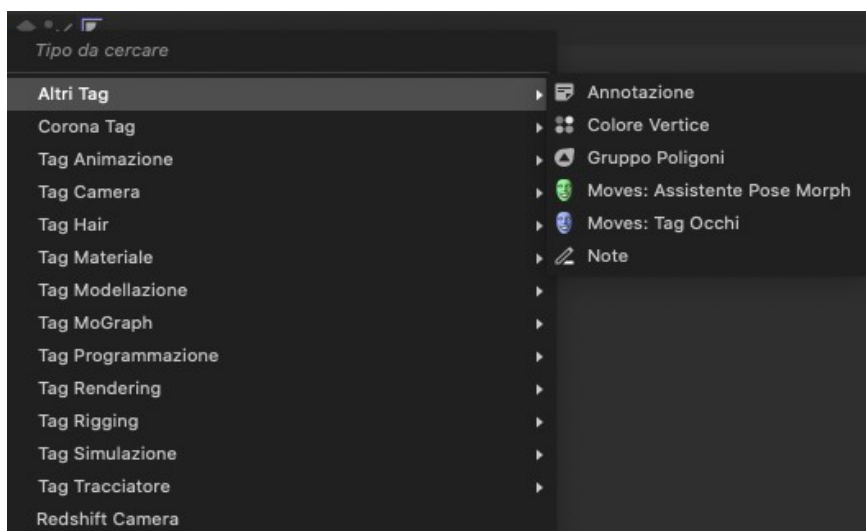 Tipo da cercare
Altri Tag
Corona Tag
Tag Animazione
Tag Camera
Tag Hair
Tag Materiale
Tag Modellazione
Tag MoGraph
Tag Programmazione
Tag Rendering
Tag Rigging
Tag Simulazione
Tag Tracciatore
Redshift Camera
Annotazione
Colore Vertice
Gruppo Poligoni
Moves: Assistente Pose Morph
Moves: Tag Occhi
Note